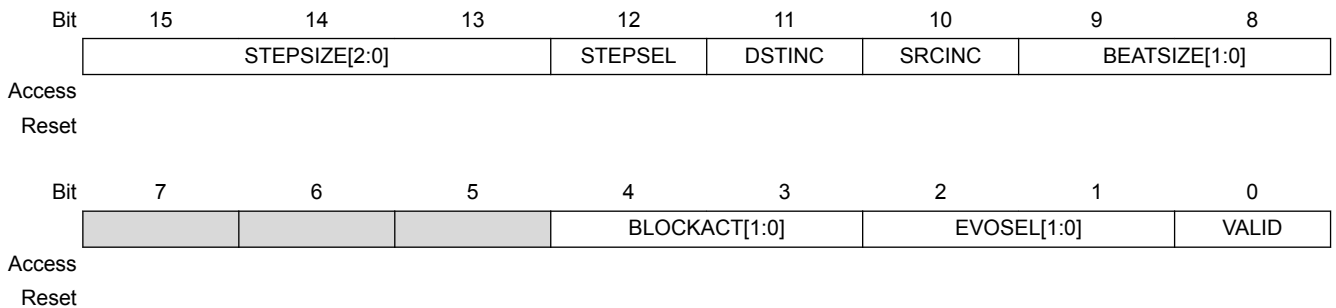 Bit 15 14 13 12 11 10 9 8
STEPSIZE[2:0] STEPSEL DSTINC SRCINC BEATSIZE[1:0]
Access
Reset
Bit 7 6 5 4 3 2 1 0
BLOCKACT[1:0] EVOSEL[1:0] VALID
Access
Reset